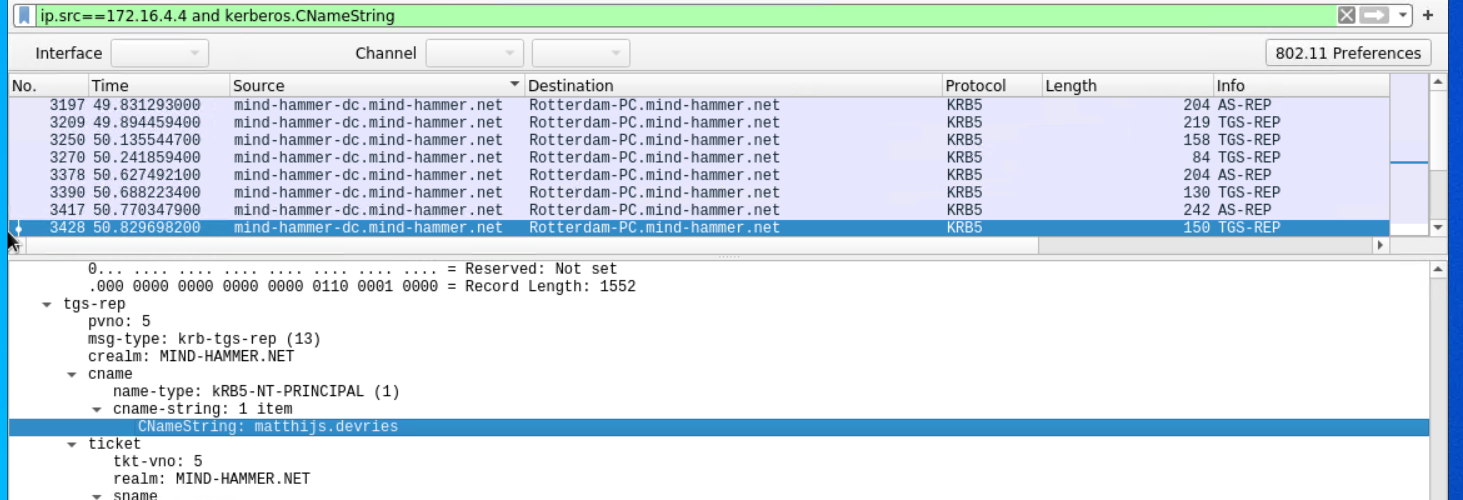 ip.src==172.16.4.4 and kerberos.CNameString
Interface Channel 802.11 Preferences
No. Time Source Destination Protocol Length Info
3197 49.831293000 mind-hammer-dc.mind-hammer.net Rotterdam-PC.mind-hammer.net KRB5 204 AS-REP
3209 49.894459400 mind-hammer-dc.mind-hammer.net Rotterdam-PC.mind-hammer.net KRB5 219 TGS-REP
3250 50.135544700 mind-hammer-dc.mind-hammer.net Rotterdam-PC.mind-hammer.net KRB5 158 TGS-REP
3270 50.241859400 mind-hammer-dc.mind-hammer.net Rotterdam-PC.mind-hammer.net KRB5 84 TGS-REP
3378 50.627492100 mind-hammer-dc.mind-hammer.net Rotterdam-PC.mind-hammer.net KRB5 204 AS-REP
3390 50.688223400 mind-hammer-dc.mind-hammer.net Rotterdam-PC.mind-hammer.net KRB5 130 TGS-REP
3417 50.770347900 mind-hammer-dc.mind-hammer.net Rotterdam-PC.mind-hammer.net KRB5 242 AS-REP
3428 50.829698200 mind-hammer-dc.mind-hammer.net Rotterdam-PC.mind-hammer.net KRB5 150 TGS-REP
0... .... .... .... .... .... .... .... = Reserved: Not set
.000 0000 0000 0000 0000 0110 0001 0000 = Record Length: 1552
tgs-rep
pvno: 5
msg-type: krb-tgs-rep (13)
crealm: MIND-HAMMER.NET
cname
name-type: kRB5-NT-PRINCIPAL (1)
cname-string: 1 item
CNameString: matthijs.devries
ticket
tkt-vno: 5
realm: MIND-HAMMER.NET
sname